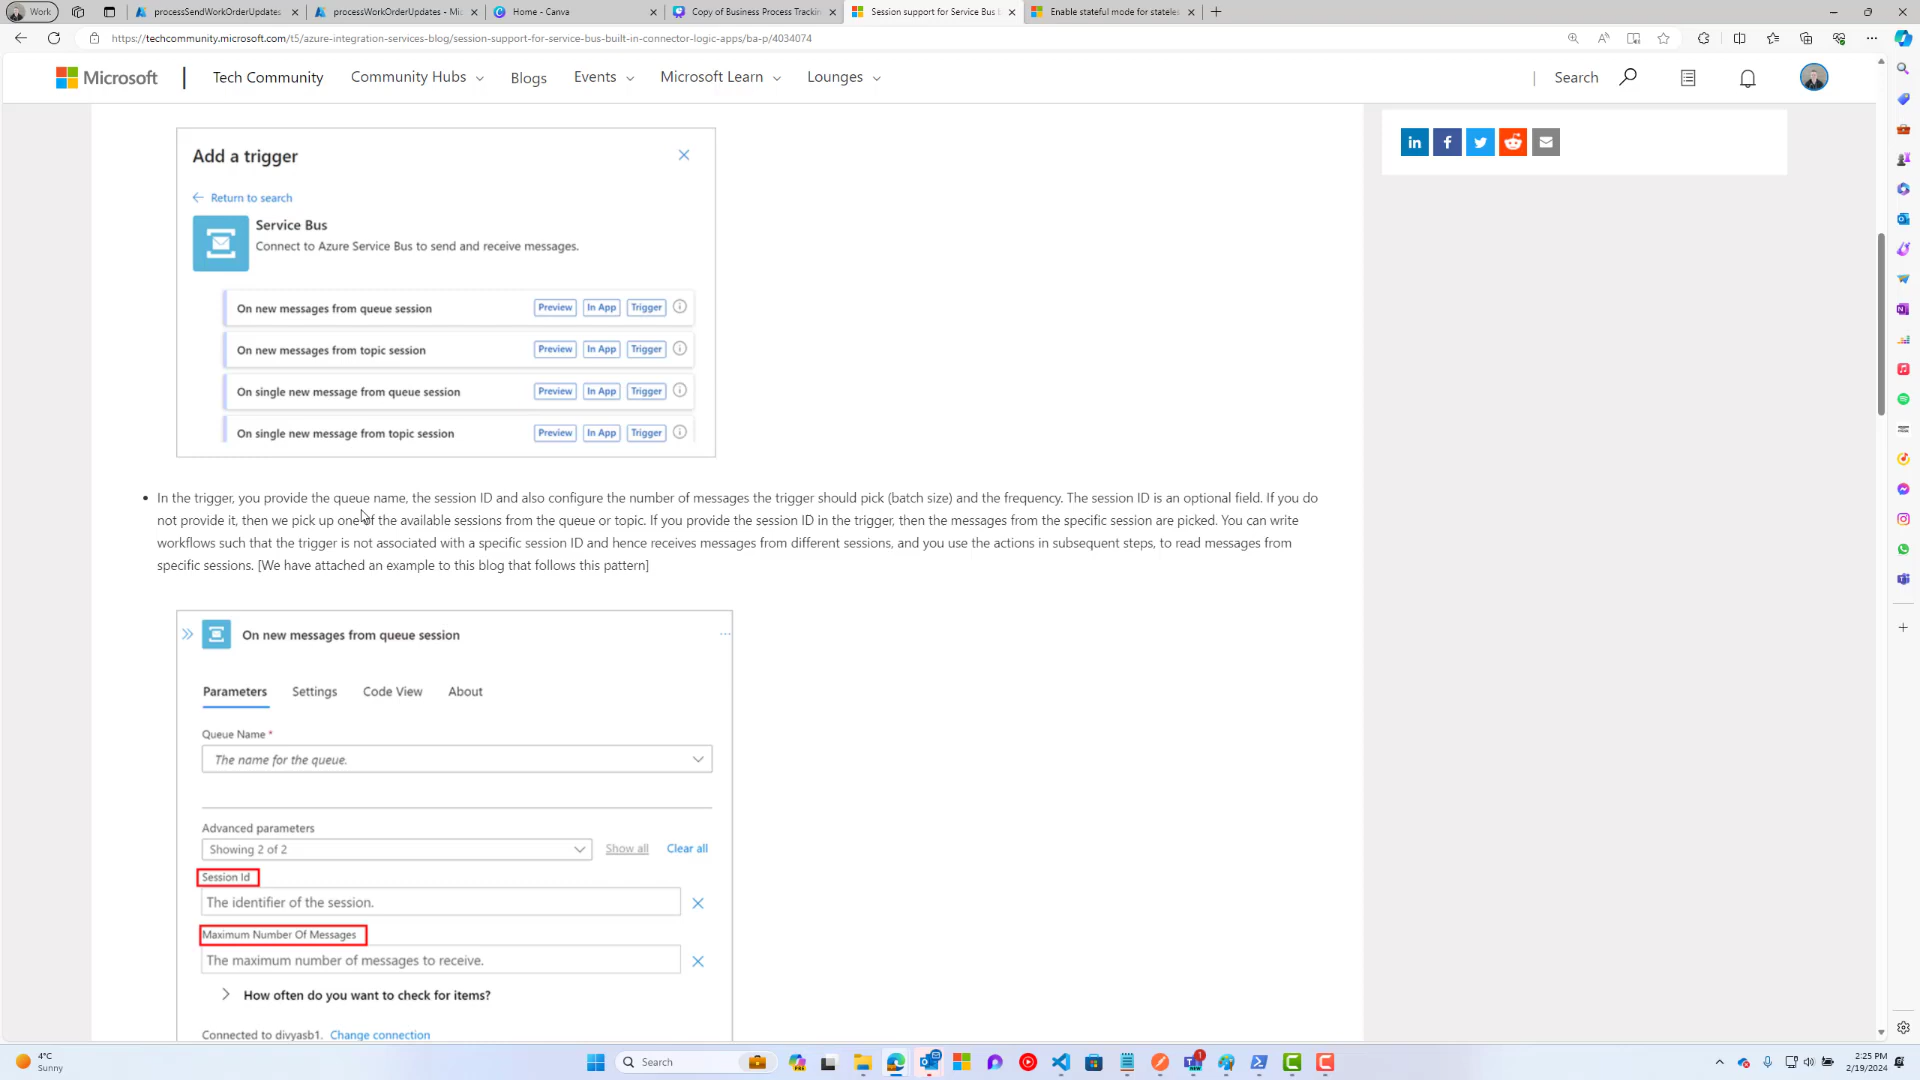 Work
processSendWorkOrderUpdates
processWorkOrderUpdates - Mic
Home - Canva
Copy of Business Process Trackin
Session support for Service Bus b
Enable stateful mode for stateles
https://techcommunity.microsoft.com/t5/azure-integration-services-blog/session-support-for-service-bus-built-in-connector-logic-apps/ba-p/4034074
Microsoft
Tech Community
Community Hubs
Blogs
Events
Microsoft Learn
Lounges
Search
Add a trigger
Return to search
Service Bus
Connect to Azure Service Bus to send and receive messages.
On new messages from queue session Preview In App Trigger
On new messages from topic session Preview In App Trigger
On single new message from queue session Preview In App Trigger
On single new message from topic session Preview In App Trigger
In the trigger, you provide the queue name, the session ID and also configure the number of messages the trigger should pick (batch size) and the frequency. The session ID is an optional field. If you do
not provide it, then we pick up one of the available sessions from the queue or topic. If you provide the session ID in the trigger, then the messages from the specific session are picked. You can write
workflows such that the trigger is not associated with a specific session ID and hence receives messages from different sessions, and you use the actions in subsequent steps, to read messages from
specific sessions. [We have attached an example to this blog that follows this pattern]
On new messages from queue session
Parameters Settings Code View About
Queue Name *
The name for the queue.
Advanced parameters
Showing 2 of 2 Show all Clear all
Session Id
The identifier of the session.
Maximum Number Of Messages
The maximum number of messages to receive.
How often do you want to check for items?
Connected to divyasb1. Change connection
4°C
Sunny
Search
2:25 PM
2/19/2024